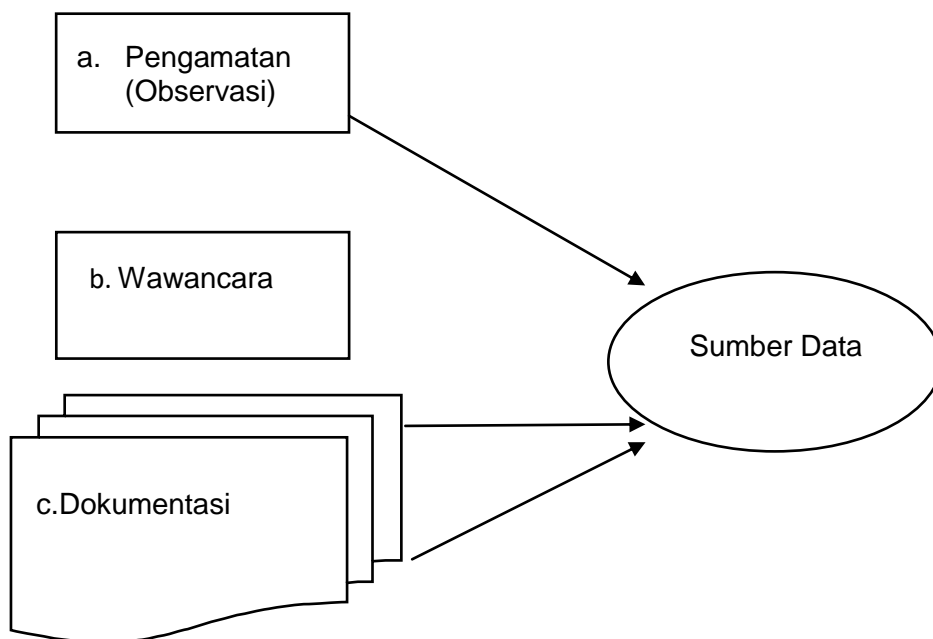 a. Pengamatan
(Observasi)
b. Wawancara
Sumber Data
c.Dokumentasi